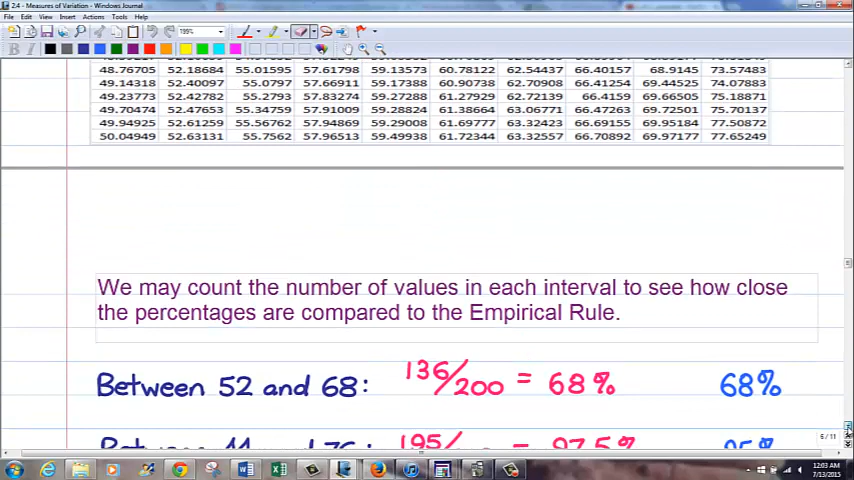 2.4 - Measures of Variation - Windows Journal
File Edit View Insert Actions Tools Help
199%
B I
48.76705 52.18684 55.01595 57.61798 59.13573 60.78122 62.54437 66.40157 68.9145 73.57483
49.14318 52.40097 55.0797 57.66911 59.17388 60.90738 62.70908 66.41254 69.44525 74.07883
49.23773 52.42782 55.2793 57.83274 59.27288 61.27929 62.72139 66.4159 69.66505 75.18871
49.70474 52.47653 55.34759 57.91009 59.28824 61.38664 63.06771 66.47263 69.72501 75.70137
49.94925 52.61259 55.56762 57.94869 59.29008 61.69777 63.32423 66.69155 69.95184 77.50872
50.04949 52.63131 55.7562 57.96513 59.49938 61.72344 63.32557 66.70892 69.97177 77.65249
We may count the number of values in each interval to see how close
the percentages are compared to the Empirical Rule.
Between 52 and 68: 136/200 = 68% 68%
Between 44 and 76: 195/ = 97.5% 95%
6 / 11
12:03 AM
7/13/2015